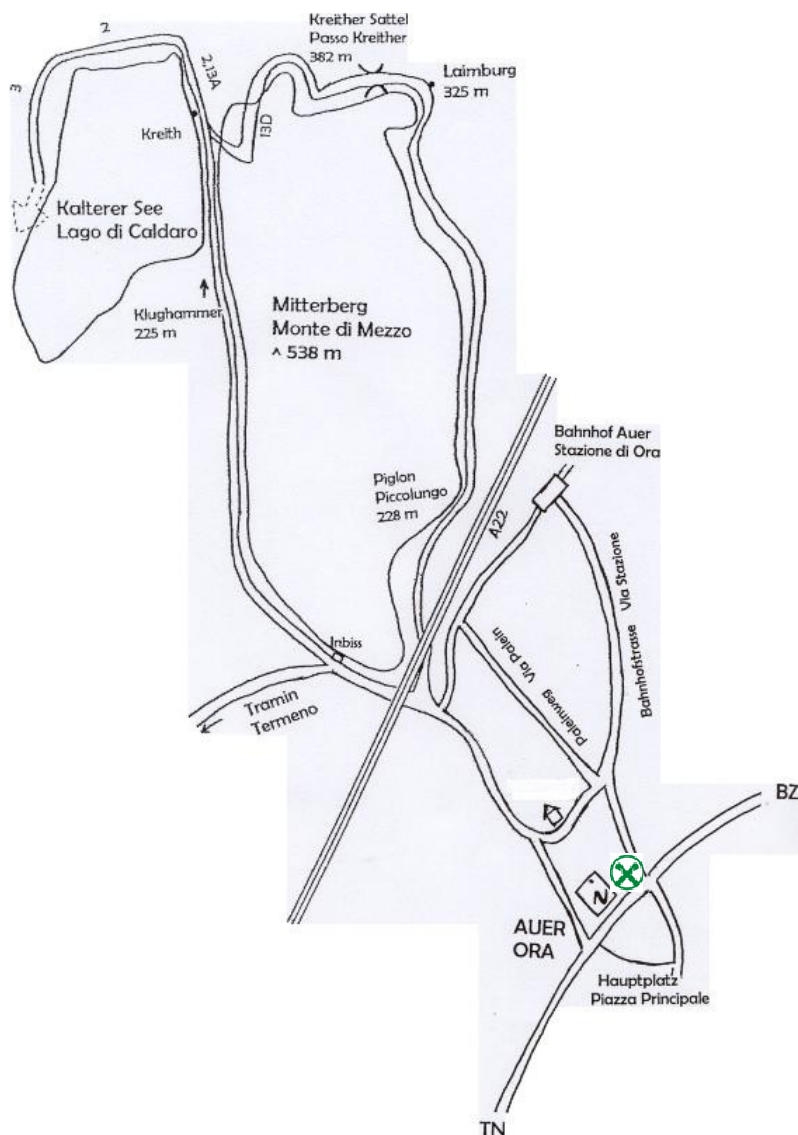 2
2,13A
3
Kreither Sattel
Passo Kreither
382 m
Laimburg
325 m
13D
Kreith
Kalterer See
Lago di Caldaro
Klughammer
225 m
Mitterberg
Monte di Mezzo
^ 538 m
Bahnhof Auer
Stazione di Ora
Piglon
Piccolungo
228 m
A22
Bahnhofstrasse Via Stazione
Paleinweg Via Palein
Inbiss
Tramin
Termeno
BZ
AUER
ORA
Hauptplatz
Piazza Principale
TN